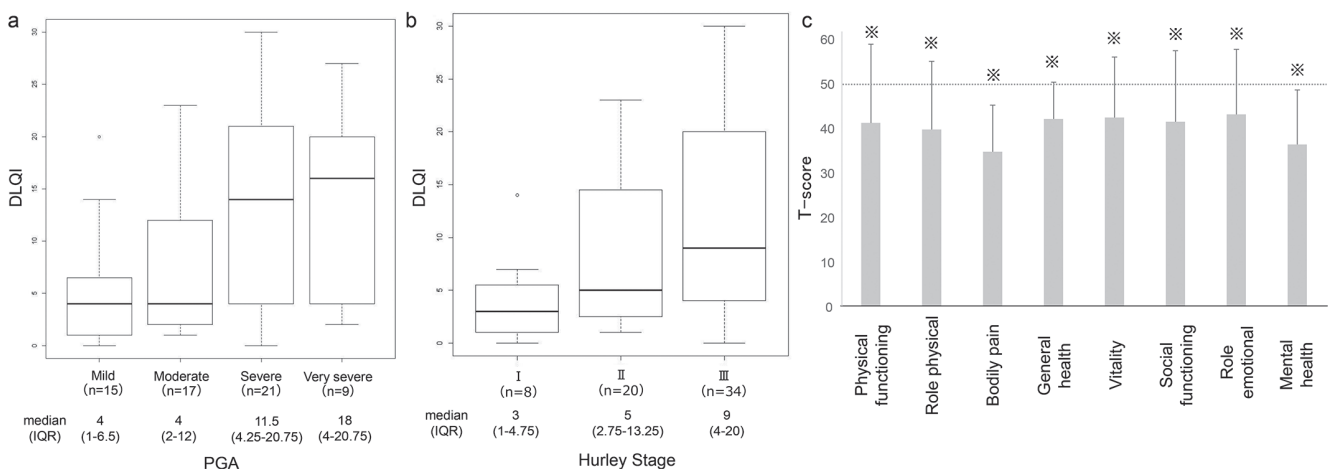 a
DLQI
30
25
20
15
10
5
0
Mild
(n=15)
Moderate
(n=17)
Severe
(n=21)
Very severe
(n=9)
median
(IQR)
4
(1-6.5)
4
(2-12)
11.5
(4.25-20.75)
18
(4-20.75)
PGA
b
DLQI
30
25
20
15
10
5
0
Ⅰ
(n=8)
Ⅱ
(n=20)
Ⅲ
(n=34)
median
(IQR)
3
(1-4.75)
5
(2.75-13.25)
9
(4-20)
Hurley Stage
c
T-score
60
50
40
30
20
10
0
※ ※ ※ ※ ※ ※ ※ ※
Physical
functioning
Role physical
Bodily pain
General
health
Vitality
Social
functioning
Role
emotional
Mental
health